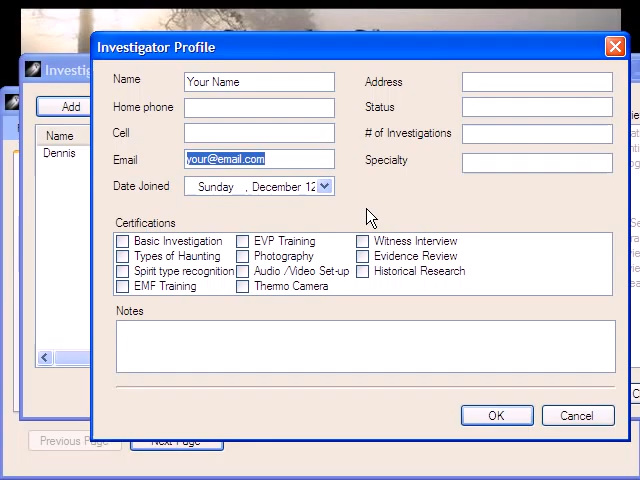 Investigator Profile
Investig
Name
Your Name
Address
Add
Home phone
Status
Cell
# of Investigations
Name
Dennis
Email
your@email.com
Specialty
Date Joined
Sunday , December 12
Certifications
Basic Investigation
EVP Training
Witness Interview
Types of Haunting
Photography
Evidence Review
Spirit type recognition
Audio /Video Set-up
Historical Research
EMF Training
Thermo Camera
Notes
OK
Cancel
Previous Page
Next Page